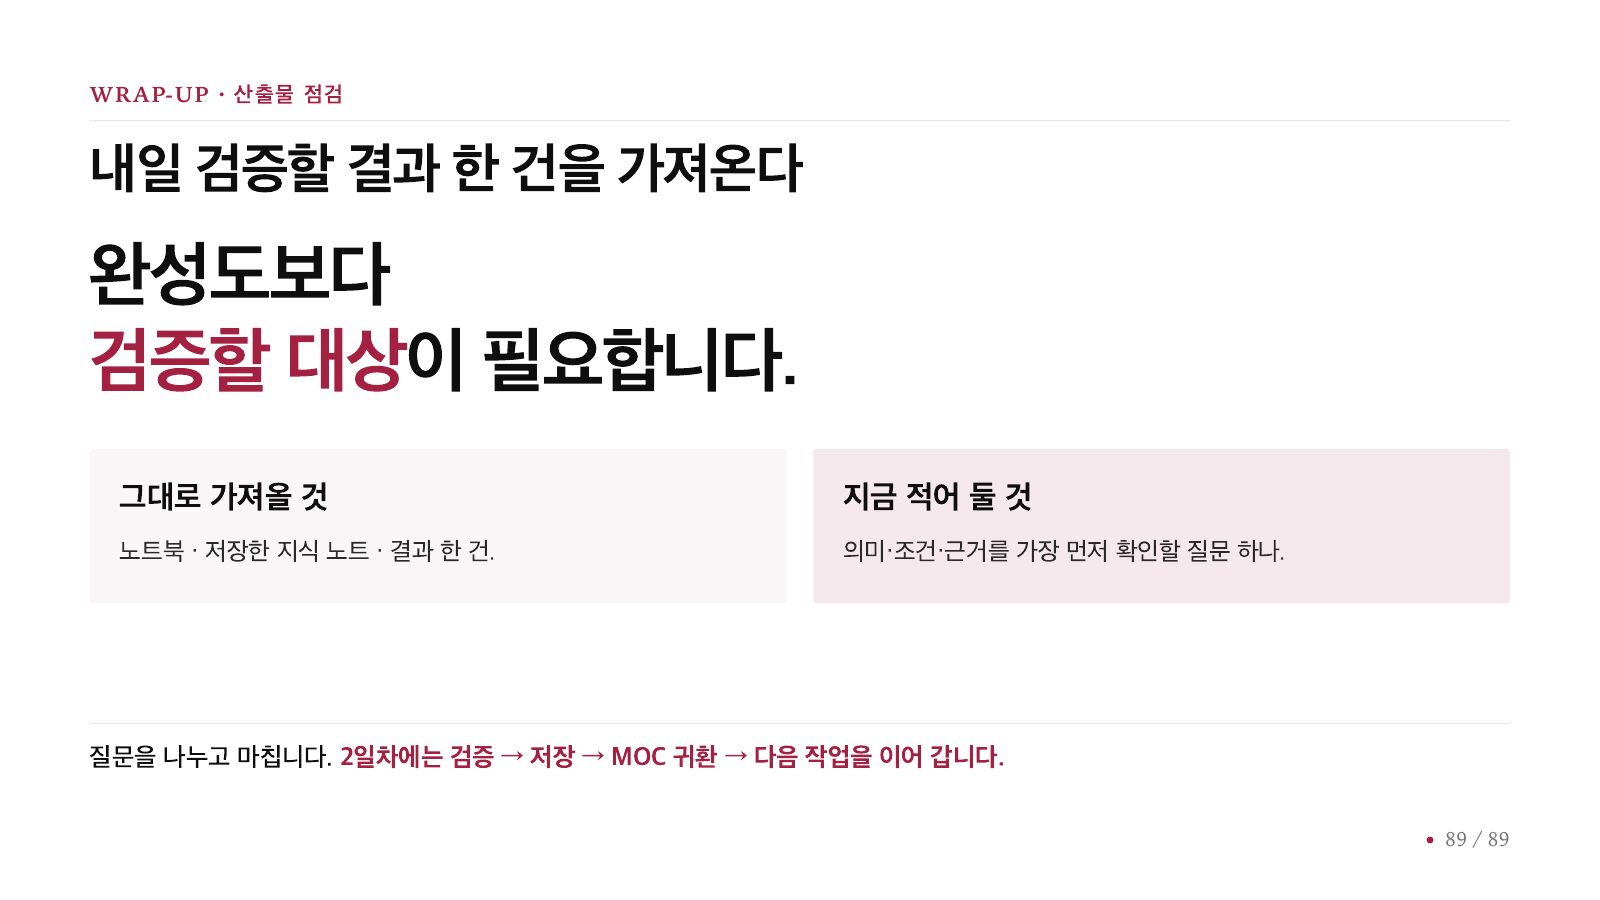 WRAP-UP · 산출물 점검
내일 검증할 결과 한 건을 가져온다
완성도보다
검증할 대상이 필요합니다.
그대로 가져올 것
노트북 · 저장한 지식 노트 · 결과 한 건.
지금 적어 둘 것
의미·조건·근거를 가장 먼저 확인할 질문 하나.
질문을 나누고 마칩니다. 2일차에는 검증 → 저장 → MOC 귀환 → 다음 작업을 이어 갑니다.
• 89 / 89